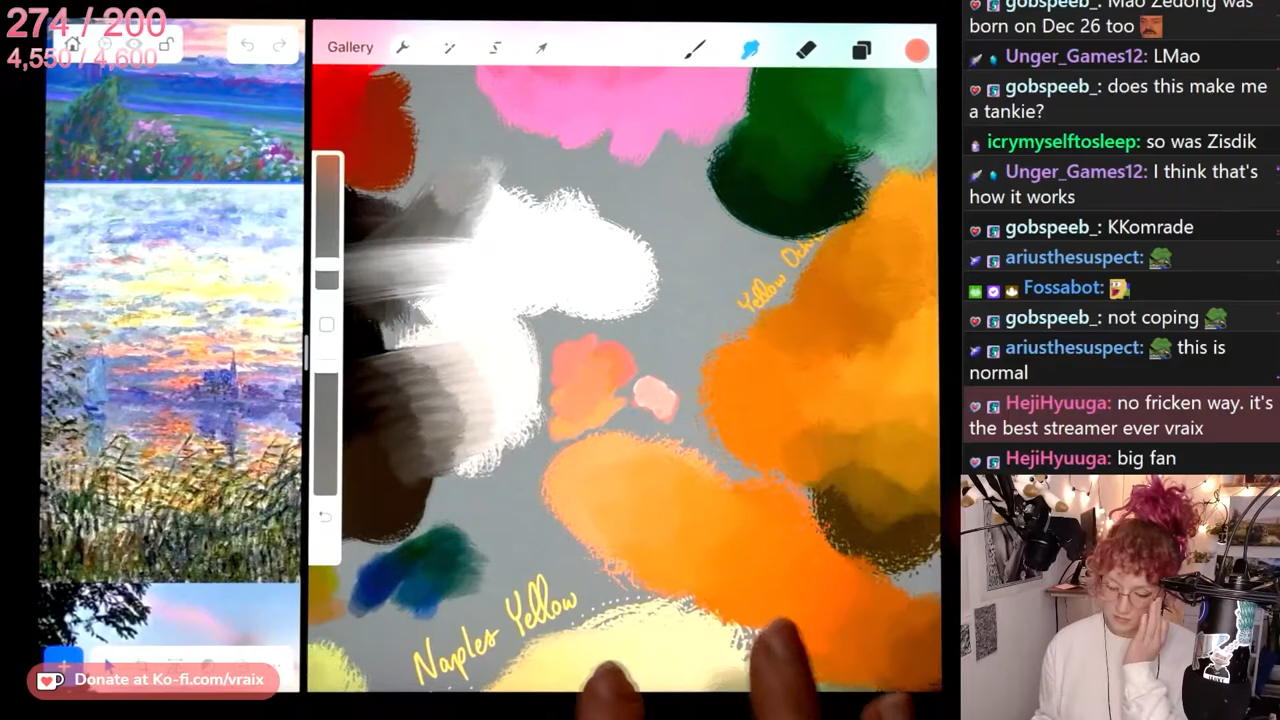 274 / 200
4,550 / 4,600
Gallery
Yellow Ochre
Naples Yellow
Donate at Ko-fi.com/vraix
gobspeeb_: Mao Zedong was
born on Dec 26 too
Unger_Games12: LMao
gobspeeb_: does this make me
a tankie?
icrymyselftosleep: so was Zisdik
Unger_Games12: I think that's
how it works
gobspeeb_: KKomrade
ariusthesuspect:
Fossabot:
gobspeeb_: not coping
ariusthesuspect: this is
normal
HejiHyuuga: no fricken way. it's
the best streamer ever vraix
HejiHyuuga: big fan